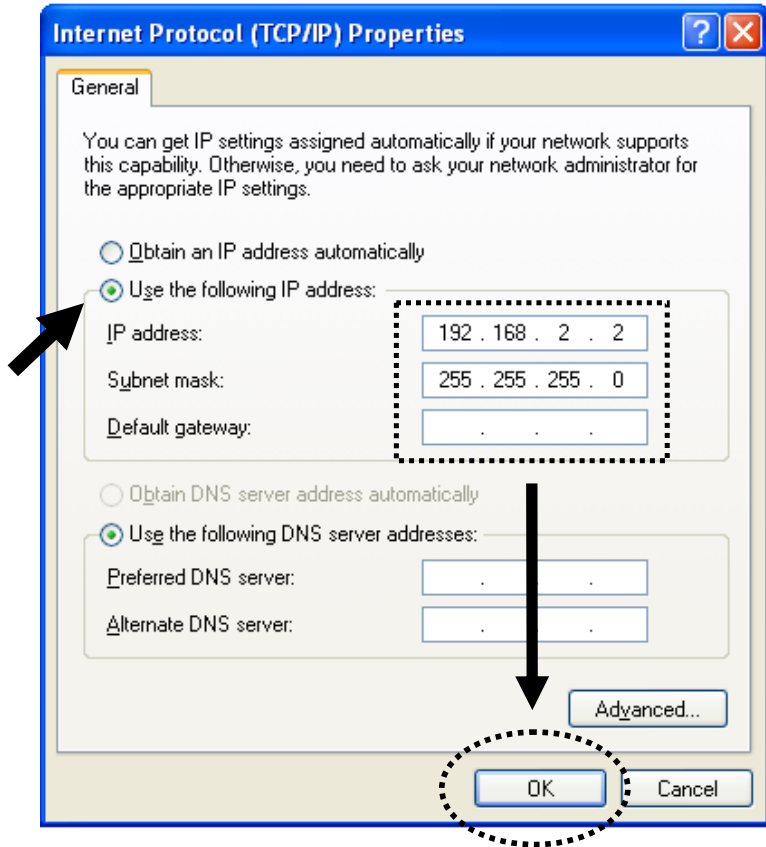 Internet Protocol (TCP/IP) Properties
General
You can get IP settings assigned automatically if your network supports
this capability. Otherwise, you need to ask your network administrator for
the appropriate IP settings.
Obtain an IP address automatically
Use the following IP address:
IP address: 192 . 168 . 2 . 2
Subnet mask: 255 . 255 . 255 . 0
Default gateway: . . .
Obtain DNS server address automatically
Use the following DNS server addresses:
Preferred DNS server: . . .
Alternate DNS server: . . .
Advanced...
OK Cancel